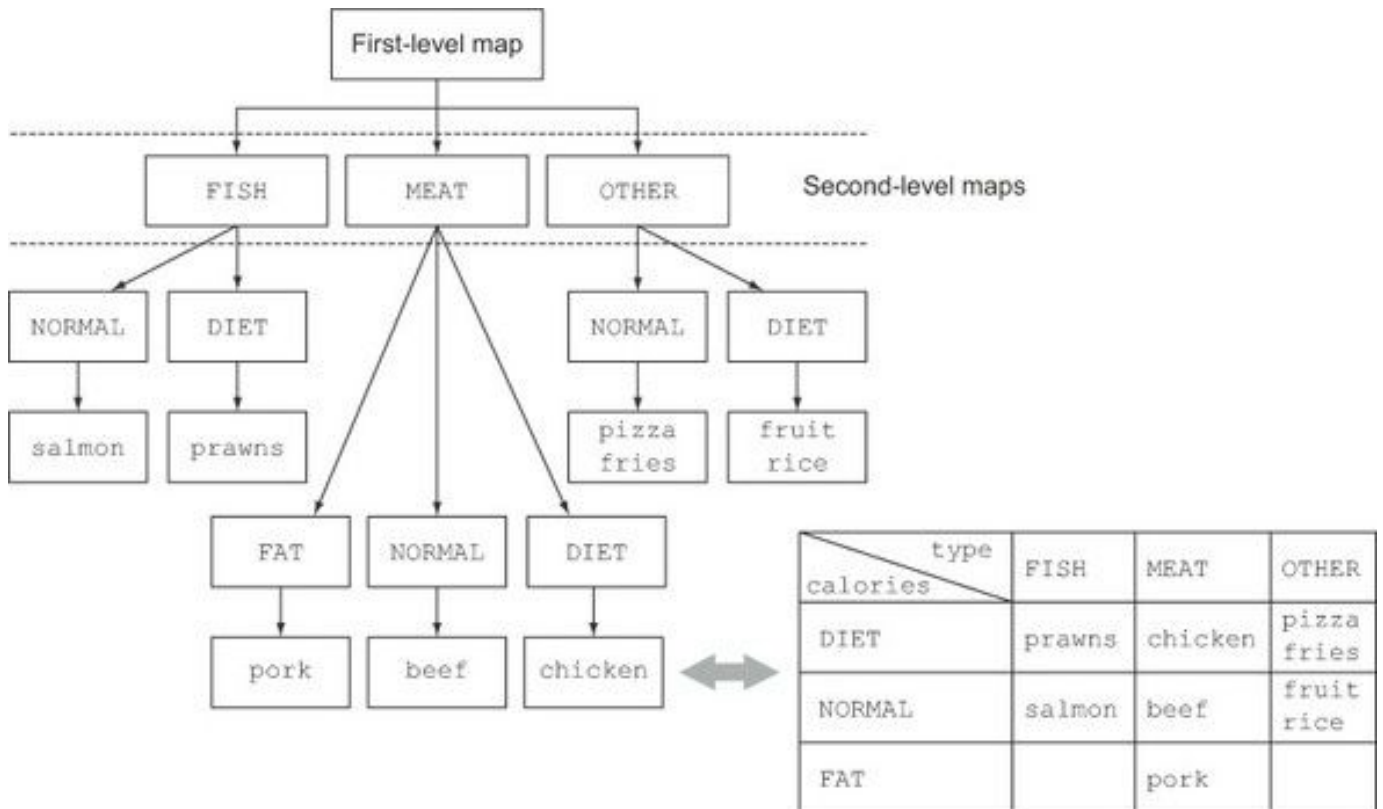 First-level map
FISH
MEAT
OTHER
Second-level maps
NORMAL
DIET
NORMAL
DIET
salmon
prawns
pizza
fries
fruit
rice
FAT
NORMAL
DIET
pork
beef
chicken
type
calories
FISH
MEAT
OTHER
DIET
prawns
chicken
pizza
fries
NORMAL
salmon
beef
fruit
rice
FAT
pork